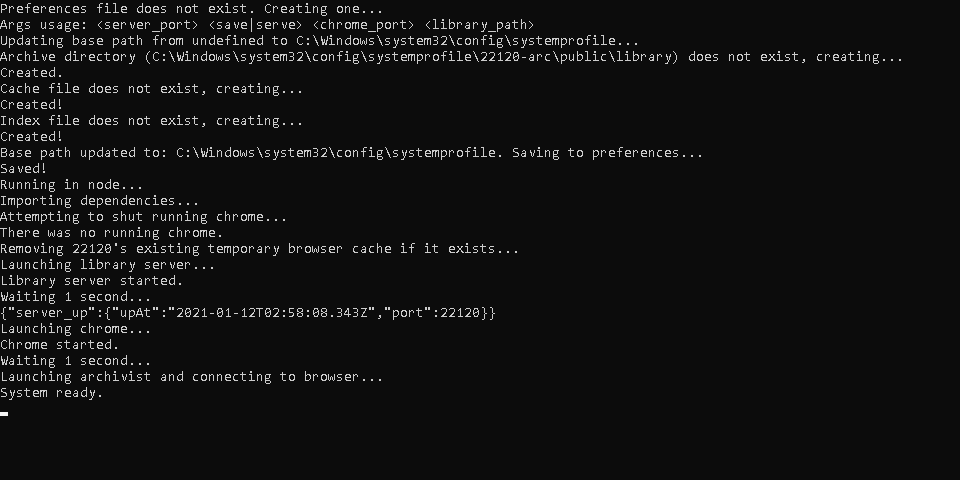 Preferences file does not exist. Creating one...
Args usage: <server_port> <save|serve> <chrome_port> <library_path>
Updating base path from undefined to C:\Windows\system32\config\systemprofile...
Archive directory (C:\Windows\system32\config\systemprofile\22120-arc\public\library) does not exist, creating...
Created.
Cache file does not exist, creating...
Created!
Index file does not exist, creating...
Created!
Base path updated to: C:\Windows\system32\config\systemprofile. Saving to preferences...
Saved!
Running in node...
Importing dependencies...
Attempting to shut running chrome...
There was no running chrome.
Removing 22120's existing temporary browser cache if it exists...
Launching library server...
Library server started.
Waiting 1 second...
{"server_up":{"upAt":"2021-01-12T02:58:08.343Z","port":22120}}
Launching chrome...
Chrome started.
Waiting 1 second...
Launching archivist and connecting to browser...
System ready.